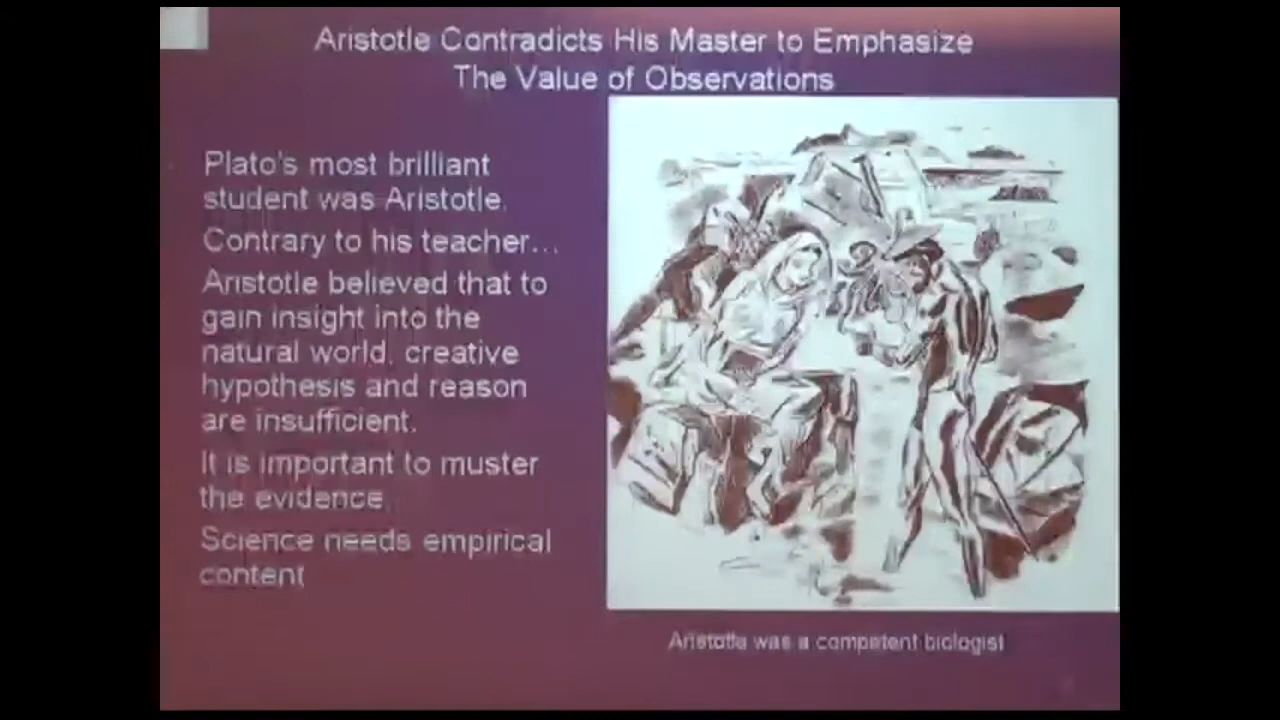 Aristotle Contradicts His Master to Emphasize
The Value of Observations
Plato's most brilliant
student was Aristotle.
Contrary to his teacher...
Aristotle believed that to
gain insight into the
natural world, creative
hypothesis and reason
are insufficient.
It is important to muster
the evidence.
Science needs empirical
content
Aristotle was a competent biologist